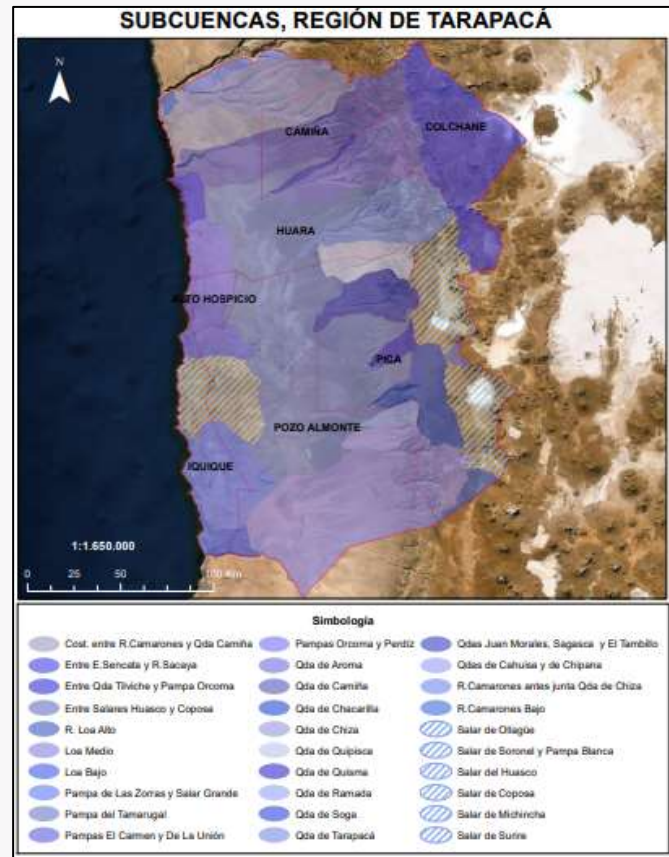 SUBCUENCAS, REGIÓN DE TARAPACÁ
N
CAMIÑA
COLCHANE
HUARA
ALTO HOSPICIO
PICA
POZO ALMONTE
IQUIQUE
1:1.650.000
0 25 50 100 Km
Simbología
Cost. entre R.Camarones y Qda Camiña
Entre E.Sencata y R.Sacaya
Entre Qda Tilviche y Pampa Orcoma
Entre Salares Huasco y Coposa
R. Loa Alto
Loa Medio
Loa Bajo
Pampa de Las Zorras y Salar Grande
Pampa del Tamarugal
Pampas El Carmen y De La Unión
Pampas Orcoma y Perdiz
Qda de Aroma
Qda de Camiña
Qda de Chacarilla
Qda de Chiza
Qda de Quipisca
Qda de Quisma
Qda de Ramada
Qda de Soga
Qda de Tarapacá
Qdas Juan Morales, Sagasca y El Tambillo
Qdas de Cahuisa y de Chipana
R.Camarones antes junta Qda de Chiza
R.Camarones Bajo
Salar de Ollagüe
Salar de Soronel y Pampa Blanca
Salar del Huasco
Salar de Coposa
Salar de Michincha
Salar de Surire